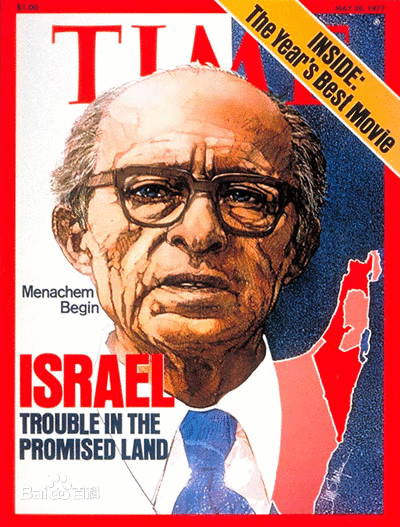 $1.00
MAY 30, 1977
TIME
INSIDE:
The Year's Best Movie
Menachem
Begin
ISRAEL
TROUBLE IN THE
PROMISED LAND
Bai百科